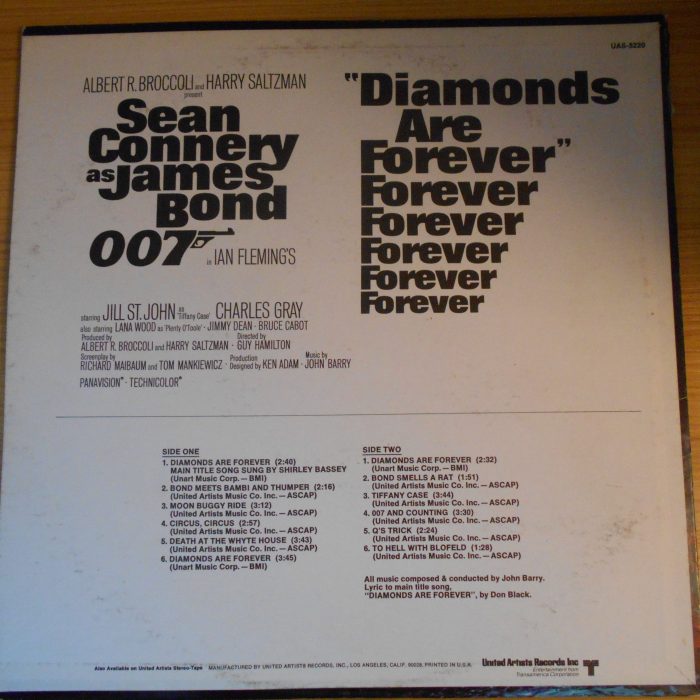 UAS-5220
ALBERT R. BROCCOLI and HARRY SALTZMAN
present
Sean
Connery
as James
Bond
007
in IAN FLEMING'S
"Diamonds
Are
Forever"
Forever
Forever
Forever
Forever
Forever
starring JILL ST. JOHN as 'Tiffany Case' CHARLES GRAY
also starring LANA WOOD as 'Plenty O'Toole' · JIMMY DEAN · BRUCE CABOT
Produced by ALBERT R. BROCCOLI and HARRY SALTZMAN · Directed by GUY HAMILTON
Screenplay by RICHARD MAIBAUM and TOM MANKIEWICZ · Production Designed by KEN ADAM · Music by JOHN BARRY
PANAVISION® · TECHNICOLOR®
SIDE ONE
1. DIAMONDS ARE FOREVER (2:40)
MAIN TITLE SONG SUNG BY SHIRLEY BASSEY
(Unart Music Corp. — BMI)
2. BOND MEETS BAMBI AND THUMPER (2:16)
(United Artists Music Co. Inc. — ASCAP)
3. MOON BUGGY RIDE (3:12)
(United Artists Music Co. Inc. — ASCAP)
4. CIRCUS, CIRCUS (2:57)
(United Artists Music Co. Inc. — ASCAP)
5. DEATH AT THE WHYTE HOUSE (3:43)
(United Artists Music Co. Inc. — ASCAP)
6. DIAMONDS ARE FOREVER (3:45)
(Unart Music Corp. — BMI)
SIDE TWO
1. DIAMONDS ARE FOREVER (2:32)
(Unart Music Corp. — BMI)
2. BOND SMELLS A RAT (1:51)
(United Artists Music Co. Inc. — ASCAP)
3. TIFFANY CASE (3:44)
(United Artists Music Co. Inc. — ASCAP)
4. 007 AND COUNTING (3:30)
(United Artists Music Co. Inc. — ASCAP)
5. Q'S TRICK (2:24)
(United Artists Music Co. Inc. — ASCAP)
6. TO HELL WITH BLOFELD (1:28)
(United Artists Music Co. Inc. — ASCAP)
All music composed & conducted by John Barry.
Lyric to main title song,
"DIAMONDS ARE FOREVER", by Don Black.
Also Available on United Artists Stereo-Tape MANUFACTURED BY UNITED ARTISTS RECORDS, INC., LOS ANGELES, CALIF. 90028, PRINTED IN U.S.A.
United Artists Records Inc
Entertainment from
Transamerica Corporation